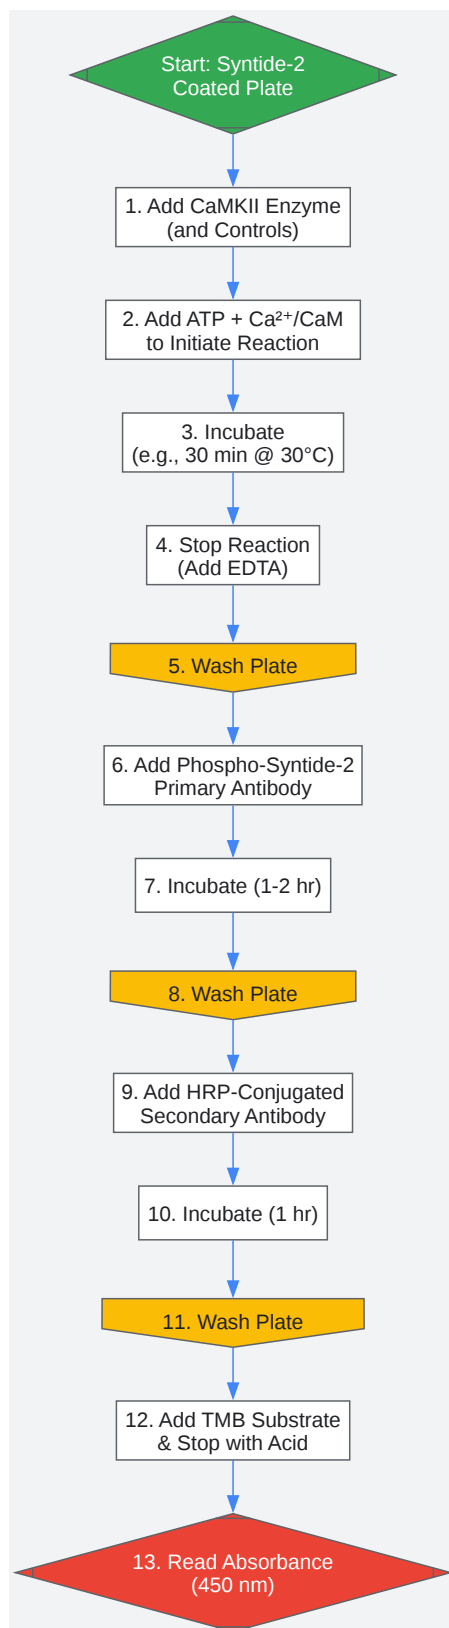 Start: Syntide-2
Coated Plate
1. Add CaMKII Enzyme
(and Controls)
2. Add ATP + Ca²⁺/CaM
to Initiate Reaction
3. Incubate
(e.g., 30 min @ 30°C)
4. Stop Reaction
(Add EDTA)
5. Wash Plate
6. Add Phospho-Syntide-2
Primary Antibody
7. Incubate (1-2 hr)
8. Wash Plate
9. Add HRP-Conjugated
Secondary Antibody
10. Incubate (1 hr)
11. Wash Plate
12. Add TMB Substrate
& Stop with Acid
13. Read Absorbance
(450 nm)